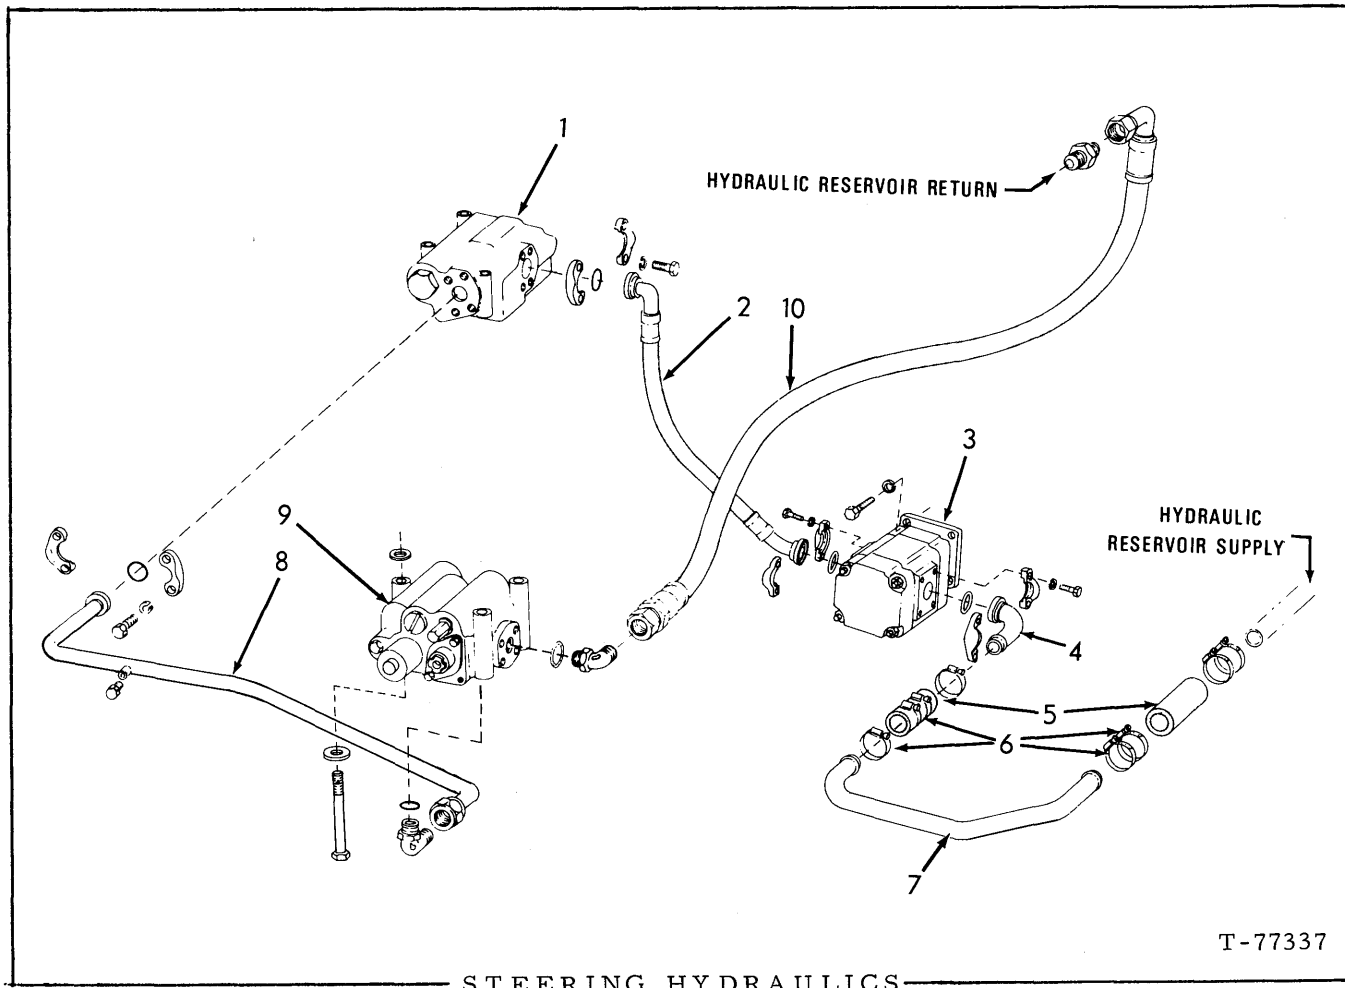 1
HYDRAULIC RESERVOIR RETURN
2
10
3
HYDRAULIC
RESERVOIR SUPPLY
9
8
4
5
6
7
T-77337
STEERING HYDRAULICS